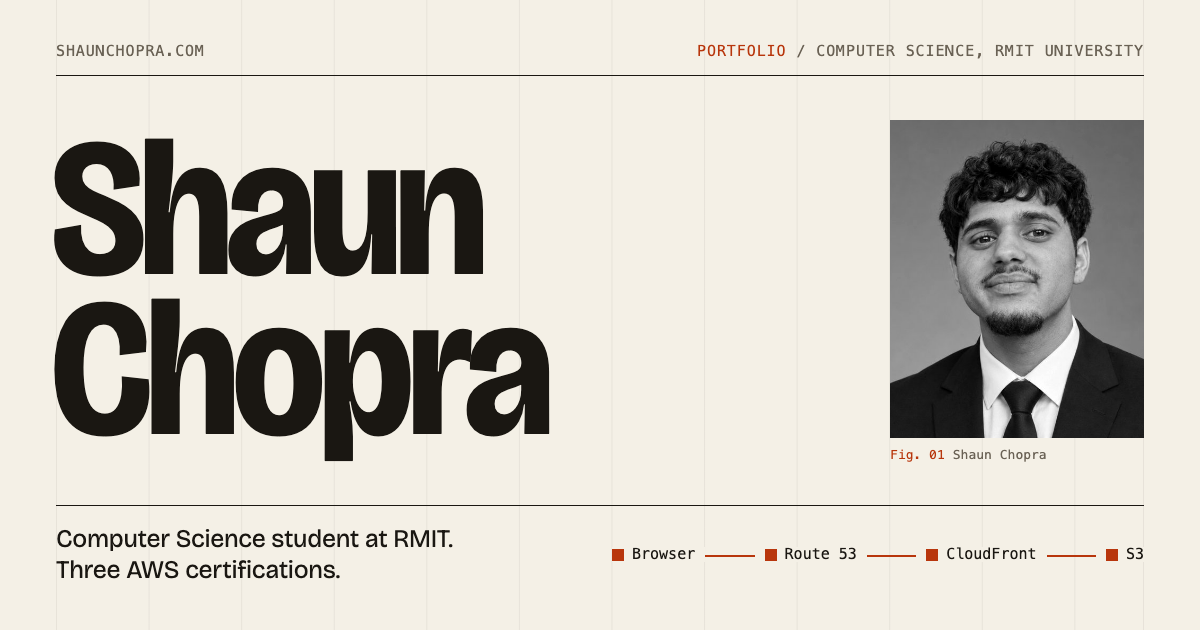 SHAUNCHOPRA.COM
PORTFOLIO / COMPUTER SCIENCE, RMIT UNIVERSITY
Shaun
Chopra
Fig. 01 Shaun Chopra
Computer Science student at RMIT.
Three AWS certifications.
Browser Route 53 CloudFront S3